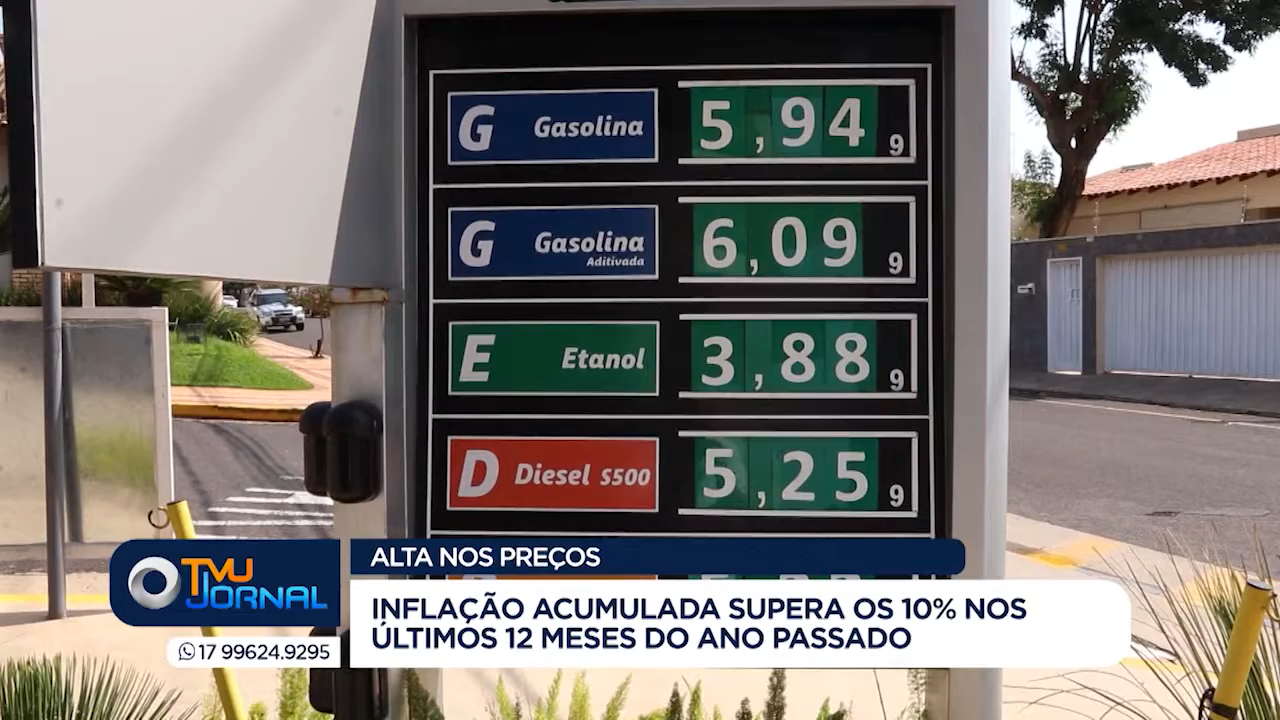 G Gasolina 5,94 9
G Gasolina Aditivada 6,09 9
E Etanol 3,88 9
D Diesel S500 5,25 9
ALTA NOS PREÇOS
TVU JORNAL
INFLAÇÃO ACUMULADA SUPERA OS 10% NOS
ÚLTIMOS 12 MESES DO ANO PASSADO
17 99624.9295